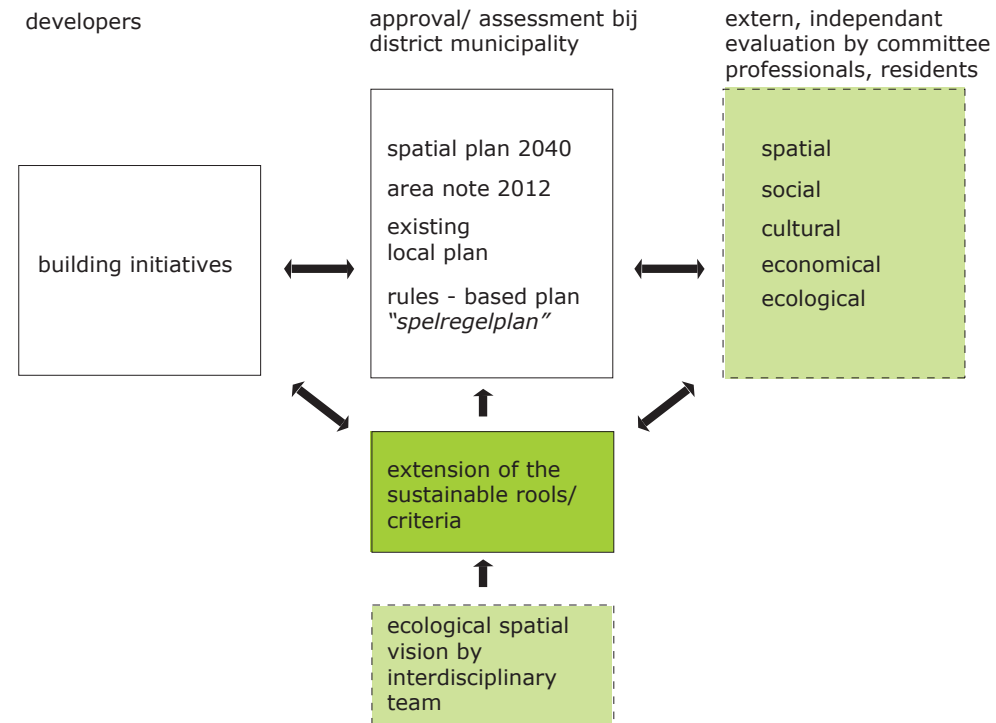 developers
approval/ assessment bij
district municipality
extern, independant
evaluation by committee
professionals, residents
building initiatives
spatial plan 2040
area note 2012
existing
local plan
rules - based plan
“spelregelplan”
spatial
social
cultural
economical
ecological
extension of the
sustainable rools/
criteria
ecological spatial
vision by
interdisciplinary
team